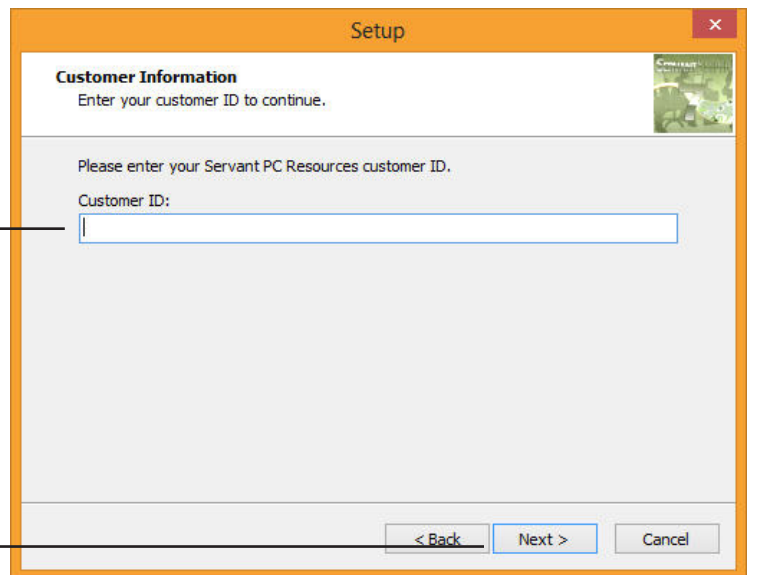 Setup
Customer Information
Enter your customer ID to continue.
SERVANT
Please enter your Servant PC Resources customer ID.
Customer ID:
< Back
Next >
Cancel